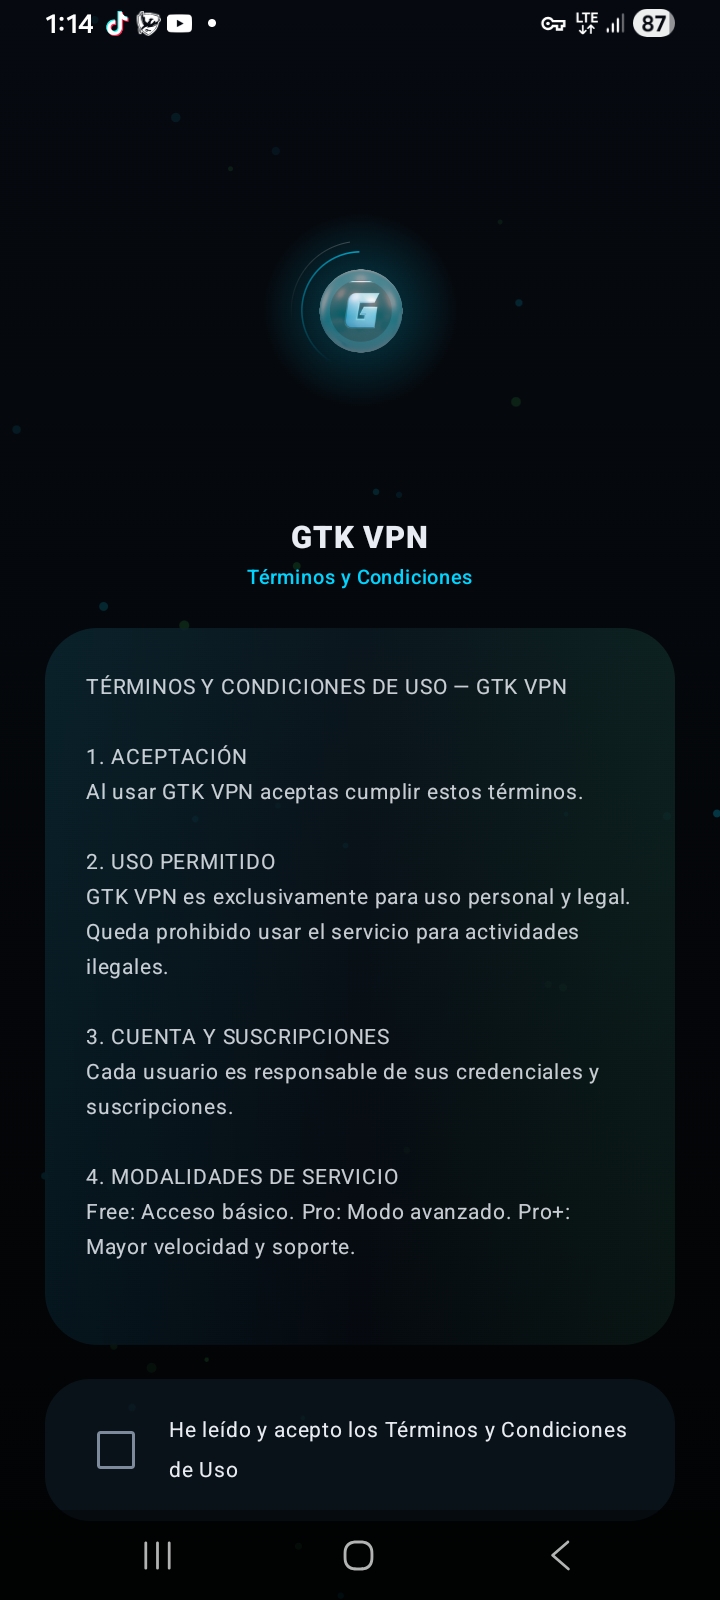 1:14
LTE
87
G
GTK VPN
Términos y Condiciones
TÉRMINOS Y CONDICIONES DE USO — GTK VPN
1. ACEPTACIÓN
Al usar GTK VPN aceptas cumplir estos términos.
2. USO PERMITIDO
GTK VPN es exclusivamente para uso personal y legal.
Queda prohibido usar el servicio para actividades
ilegales.
3. CUENTA Y SUSCRIPCIONES
Cada usuario es responsable de sus credenciales y
suscripciones.
4. MODALIDADES DE SERVICIO
Free: Acceso básico. Pro: Modo avanzado. Pro+:
Mayor velocidad y soporte.
He leído y acepto los Términos y Condiciones
de Uso